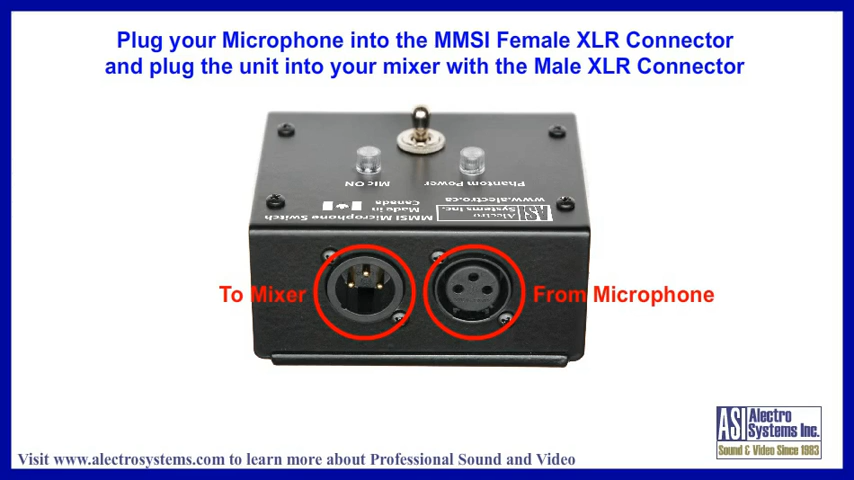 Plug your Microphone into the MMSI Female XLR Connector
and plug the unit into your mixer with the Male XLR Connector
Mic ON
Phantom Power
MMSI Microphone Switch
Made in
Canada
ASI Alectro
Systems Inc.
www.alectro.ca
To Mixer
From Microphone
ASI Alectro
Systems Inc.
Sound & Video Since 1983
Visit www.alectrosystems.com to learn more about Professional Sound and Video